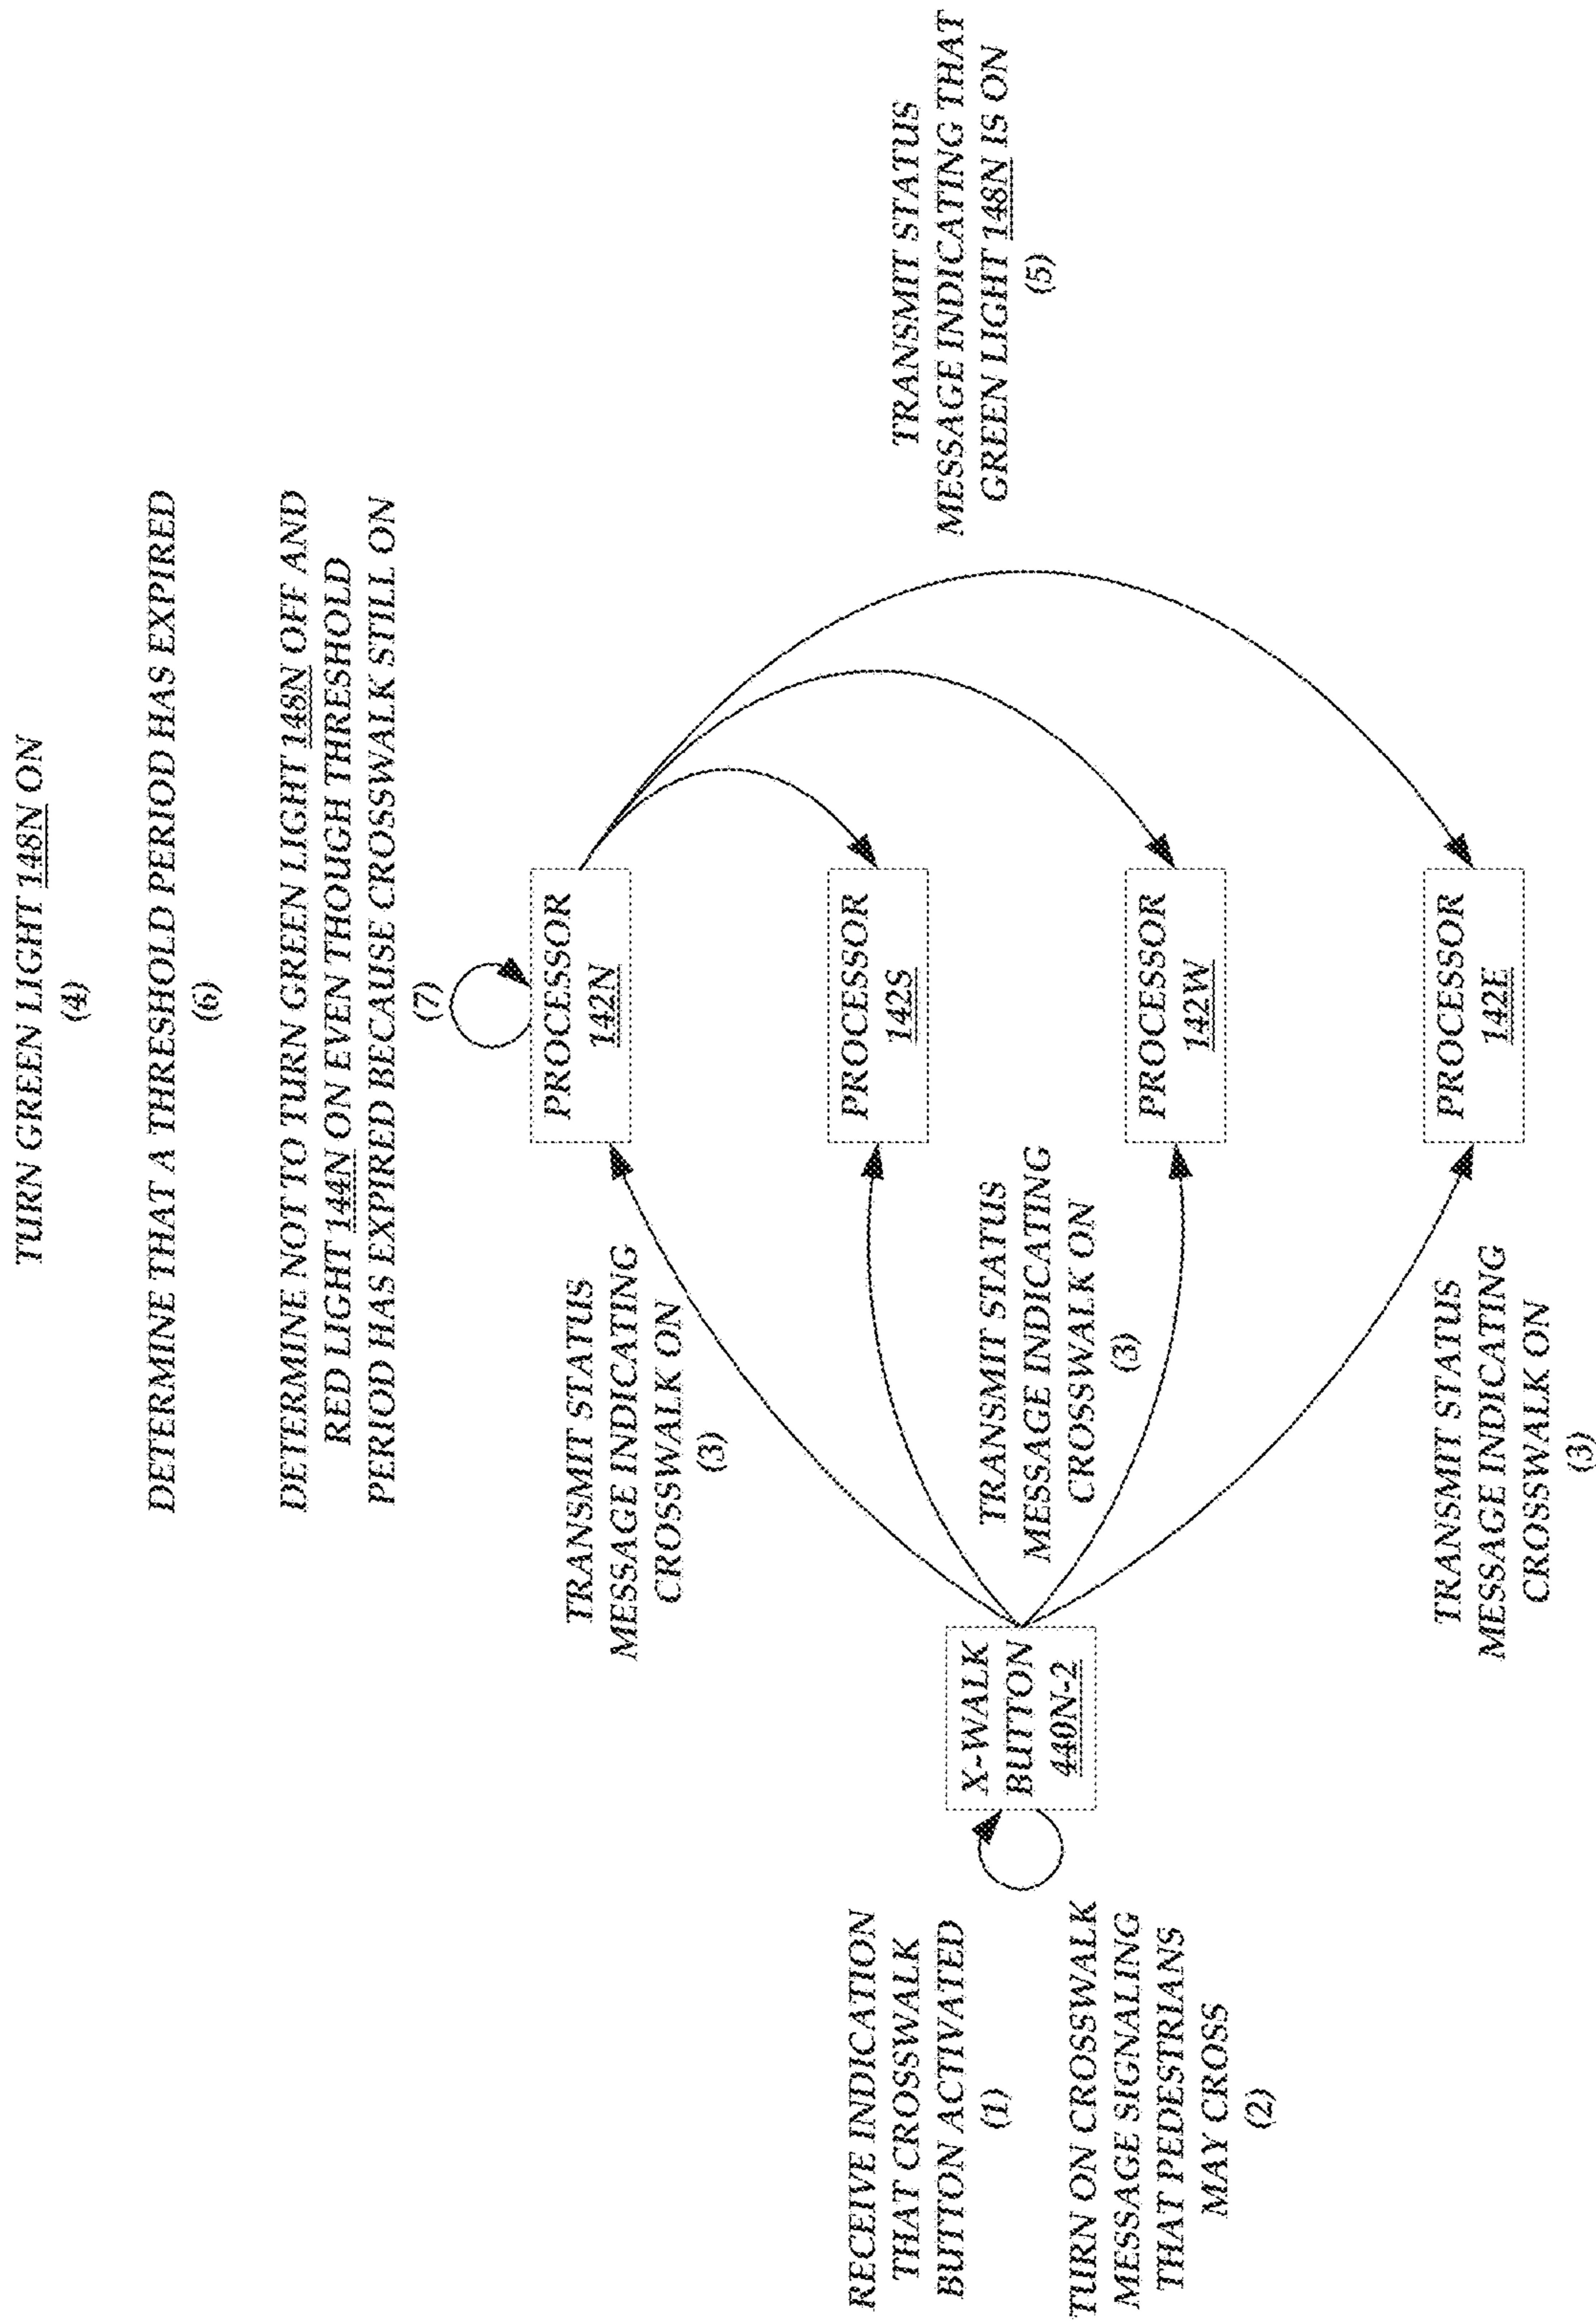 TURN GREEN LIGHT 148N ON
(4)
DETERMINE THAT A THRESHOLD PERIOD HAS EXPIRED
(6)
DETERMINE NOT TO TURN GREEN LIGHT 148N OFF AND
RED LIGHT 144N ON EVEN THOUGH THRESHOLD
PERIOD HAS EXPIRED BECAUSE CROSSWALK STILL ON
(7)
RECEIVE INDICATION
THAT CROSSWALK
BUTTON ACTIVATED
(1)
TURN ON CROSSWALK
MESSAGE SIGNALING
THAT PEDESTRIANS
MAY CROSS
(2)
X-WALK
BUTTON
440N-2
TRANSMIT STATUS
MESSAGE INDICATING
CROSSWALK ON
(3)
TRANSMIT STATUS
MESSAGE INDICATING
CROSSWALK ON
(3)
TRANSMIT STATUS
MESSAGE INDICATING
CROSSWALK ON
(3)
PROCESSOR
142N
PROCESSOR
142S
PROCESSOR
142W
PROCESSOR
142E
TRANSMIT STATUS
MESSAGE INDICATING THAT
GREEN LIGHT 148N IS ON
(5)